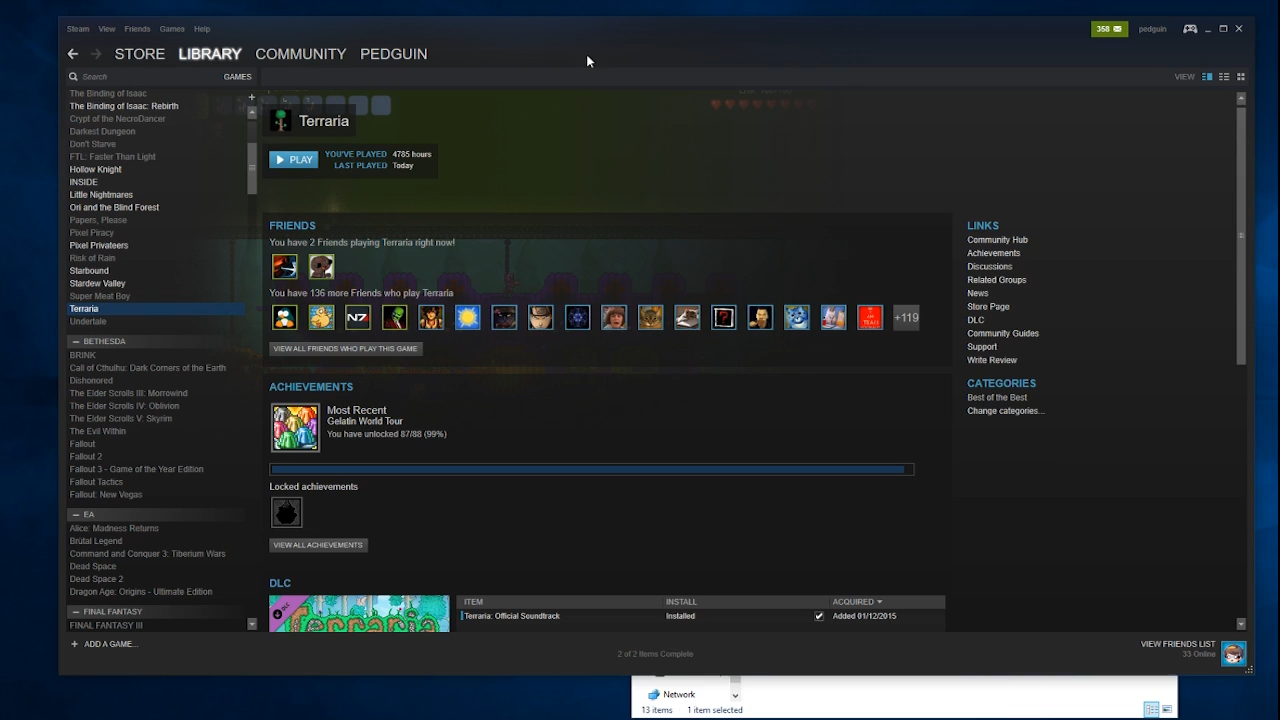 Steam View Friends Games Help
358
pedguin
STORE LIBRARY COMMUNITY PEDGUIN
Search
GAMES
VIEW
The Binding of Isaac
The Binding of Isaac: Rebirth
Crypt of the NecroDancer
Darkest Dungeon
Don't Starve
FTL: Faster Than Light
Hollow Knight
INSIDE
Little Nightmares
Ori and the Blind Forest
Papers, Please
Pixel Piracy
Pixel Privateers
Risk of Rain
Starbound
Stardew Valley
Super Meat Boy
Terraria
Undertale
BETHESDA
BRINK
Call of Cthulhu: Dark Corners of the Earth
Dishonored
The Elder Scrolls III: Morrowind
The Elder Scrolls IV: Oblivion
The Elder Scrolls V: Skyrim
The Evil Within
Fallout
Fallout 2
Fallout 3 - Game of the Year Edition
Fallout Tactics
Fallout: New Vegas
EA
Alice: Madness Returns
Brütal Legend
Command and Conquer 3: Tiberium Wars
Dead Space
Dead Space 2
Dragon Age: Origins - Ultimate Edition
FINAL FANTASY
FINAL FANTASY III
+ ADD A GAME...
Terraria
PLAY
YOU'VE PLAYED 4785 hours
LAST PLAYED Today
FRIENDS
You have 2 Friends playing Terraria right now!
You have 136 more Friends who play Terraria
N7
+119
VIEW ALL FRIENDS WHO PLAY THIS GAME
ACHIEVEMENTS
Most Recent
Gelatin World Tour
You have unlocked 87/88 (99%)
Locked achievements
VIEW ALL ACHIEVEMENTS
DLC
DLC
ITEM INSTALL ACQUIRED
Terraria: Official Soundtrack Installed Added 01/12/2015
LINKS
Community Hub
Achievements
Discussions
Related Groups
News
Store Page
DLC
Community Guides
Support
Write Review
CATEGORIES
Best of the Best
Change categories...
2 of 2 Items Complete
VIEW FRIENDS LIST
33 Online
Network
13 items 1 item selected